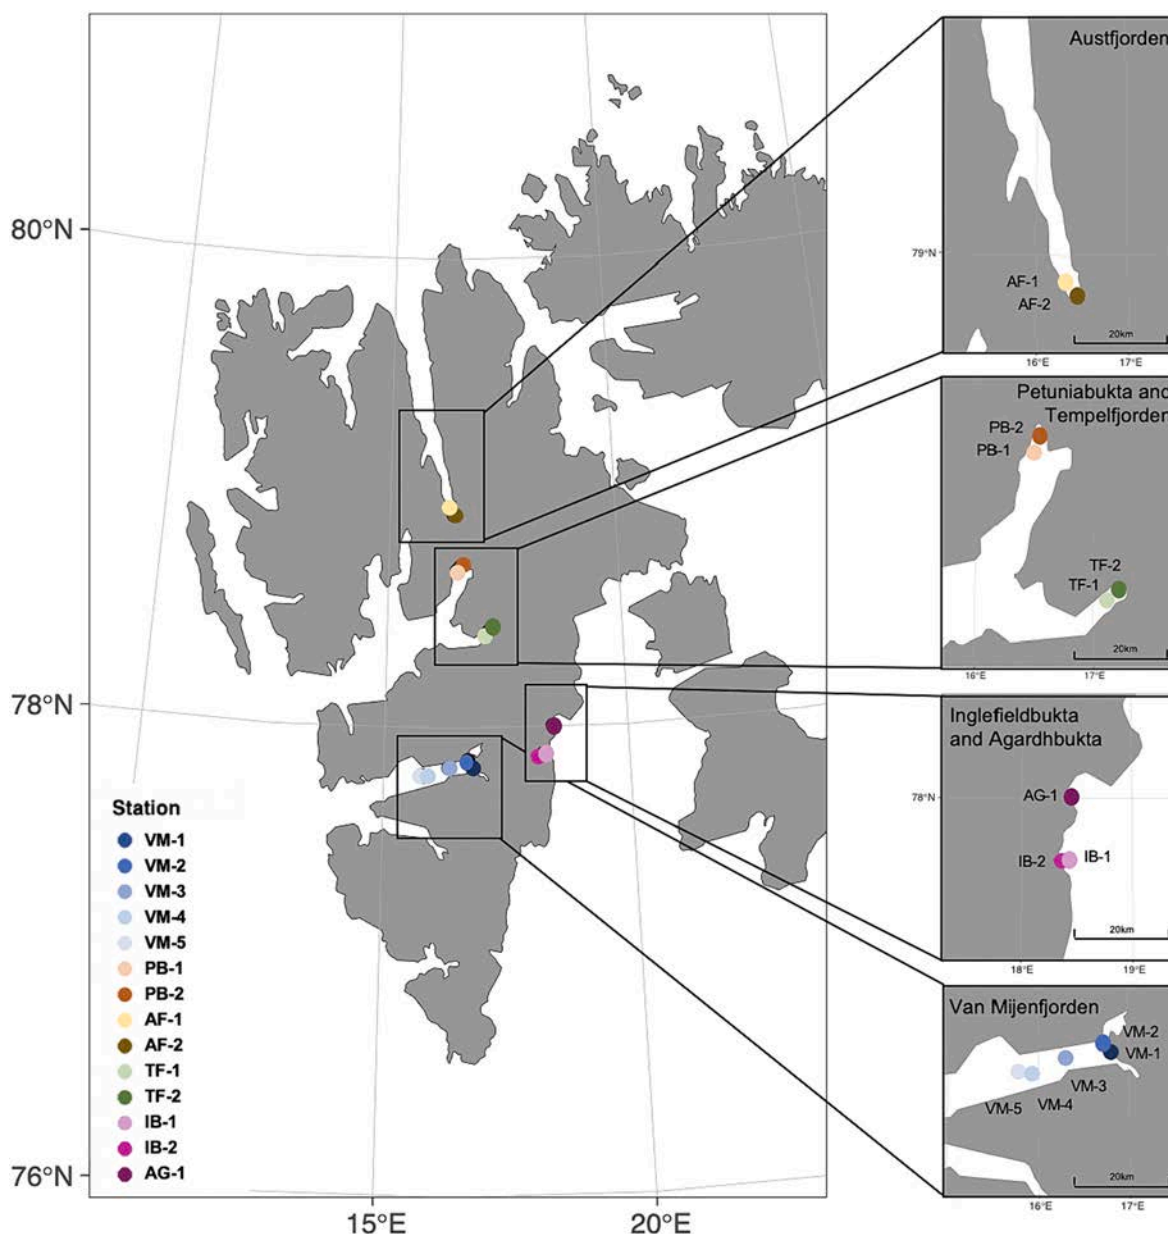 80°N
78°N
76°N
15°E
20°E
Station
VM-1
VM-2
VM-3
VM-4
VM-5
PB-1
PB-2
AF-1
AF-2
TF-1
TF-2
IB-1
IB-2
AG-1
Austfjorden
79°N
AF-1
AF-2
20km
16°E
17°E
Petuniabukta and
Tempelfjorden
PB-2
PB-1
TF-2
TF-1
20km
16°E
17°E
Inglefieldbukta
and Agardhbukta
78°N
AG-1
IB-2
IB-1
20km
18°E
19°E
Van Mijenfjorden
VM-2
VM-1
VM-3
VM-4
VM-5
20km
16°E
17°E